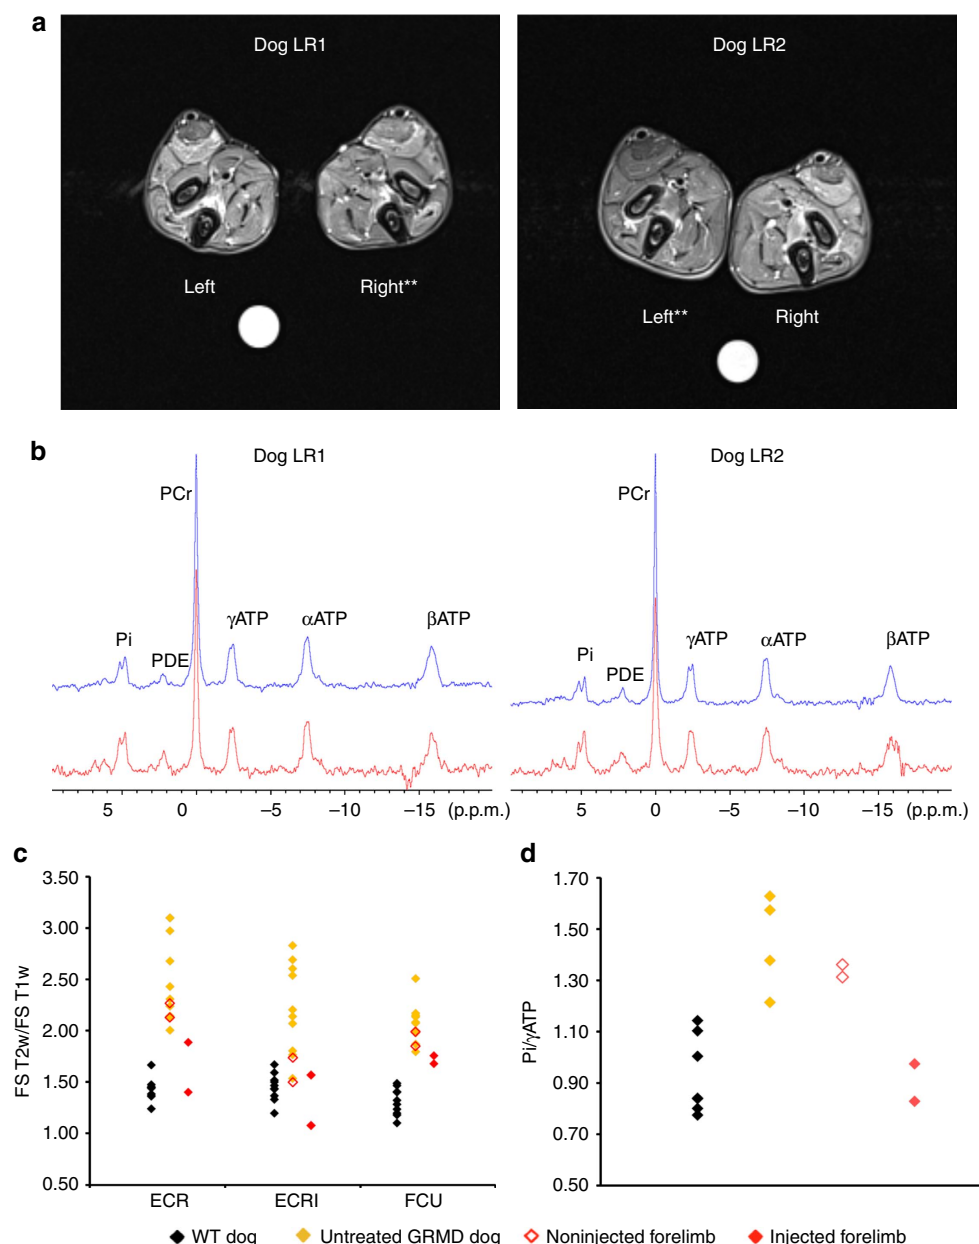 a
Dog LR1
Dog LR2
Left
Right**
Left**
Right
b
Dog LR1
Dog LR2
PCr
PCr
Pi
PDE
γATP
αATP
βATP
Pi
PDE
γATP
αATP
βATP
5 0 –5 –10 –15 (p.p.m.)
5 0 –5 –10 –15 (p.p.m.)
c
FS T2w/FS T1w
3.50
3.00
2.50
2.00
1.50
1.00
0.50
ECR ECRI FCU
d
Pi/γATP
1.70
1.50
1.30
1.10
0.90
0.70
0.50
WT dog Untreated GRMD dog Noninjected forelimb Injected forelimb